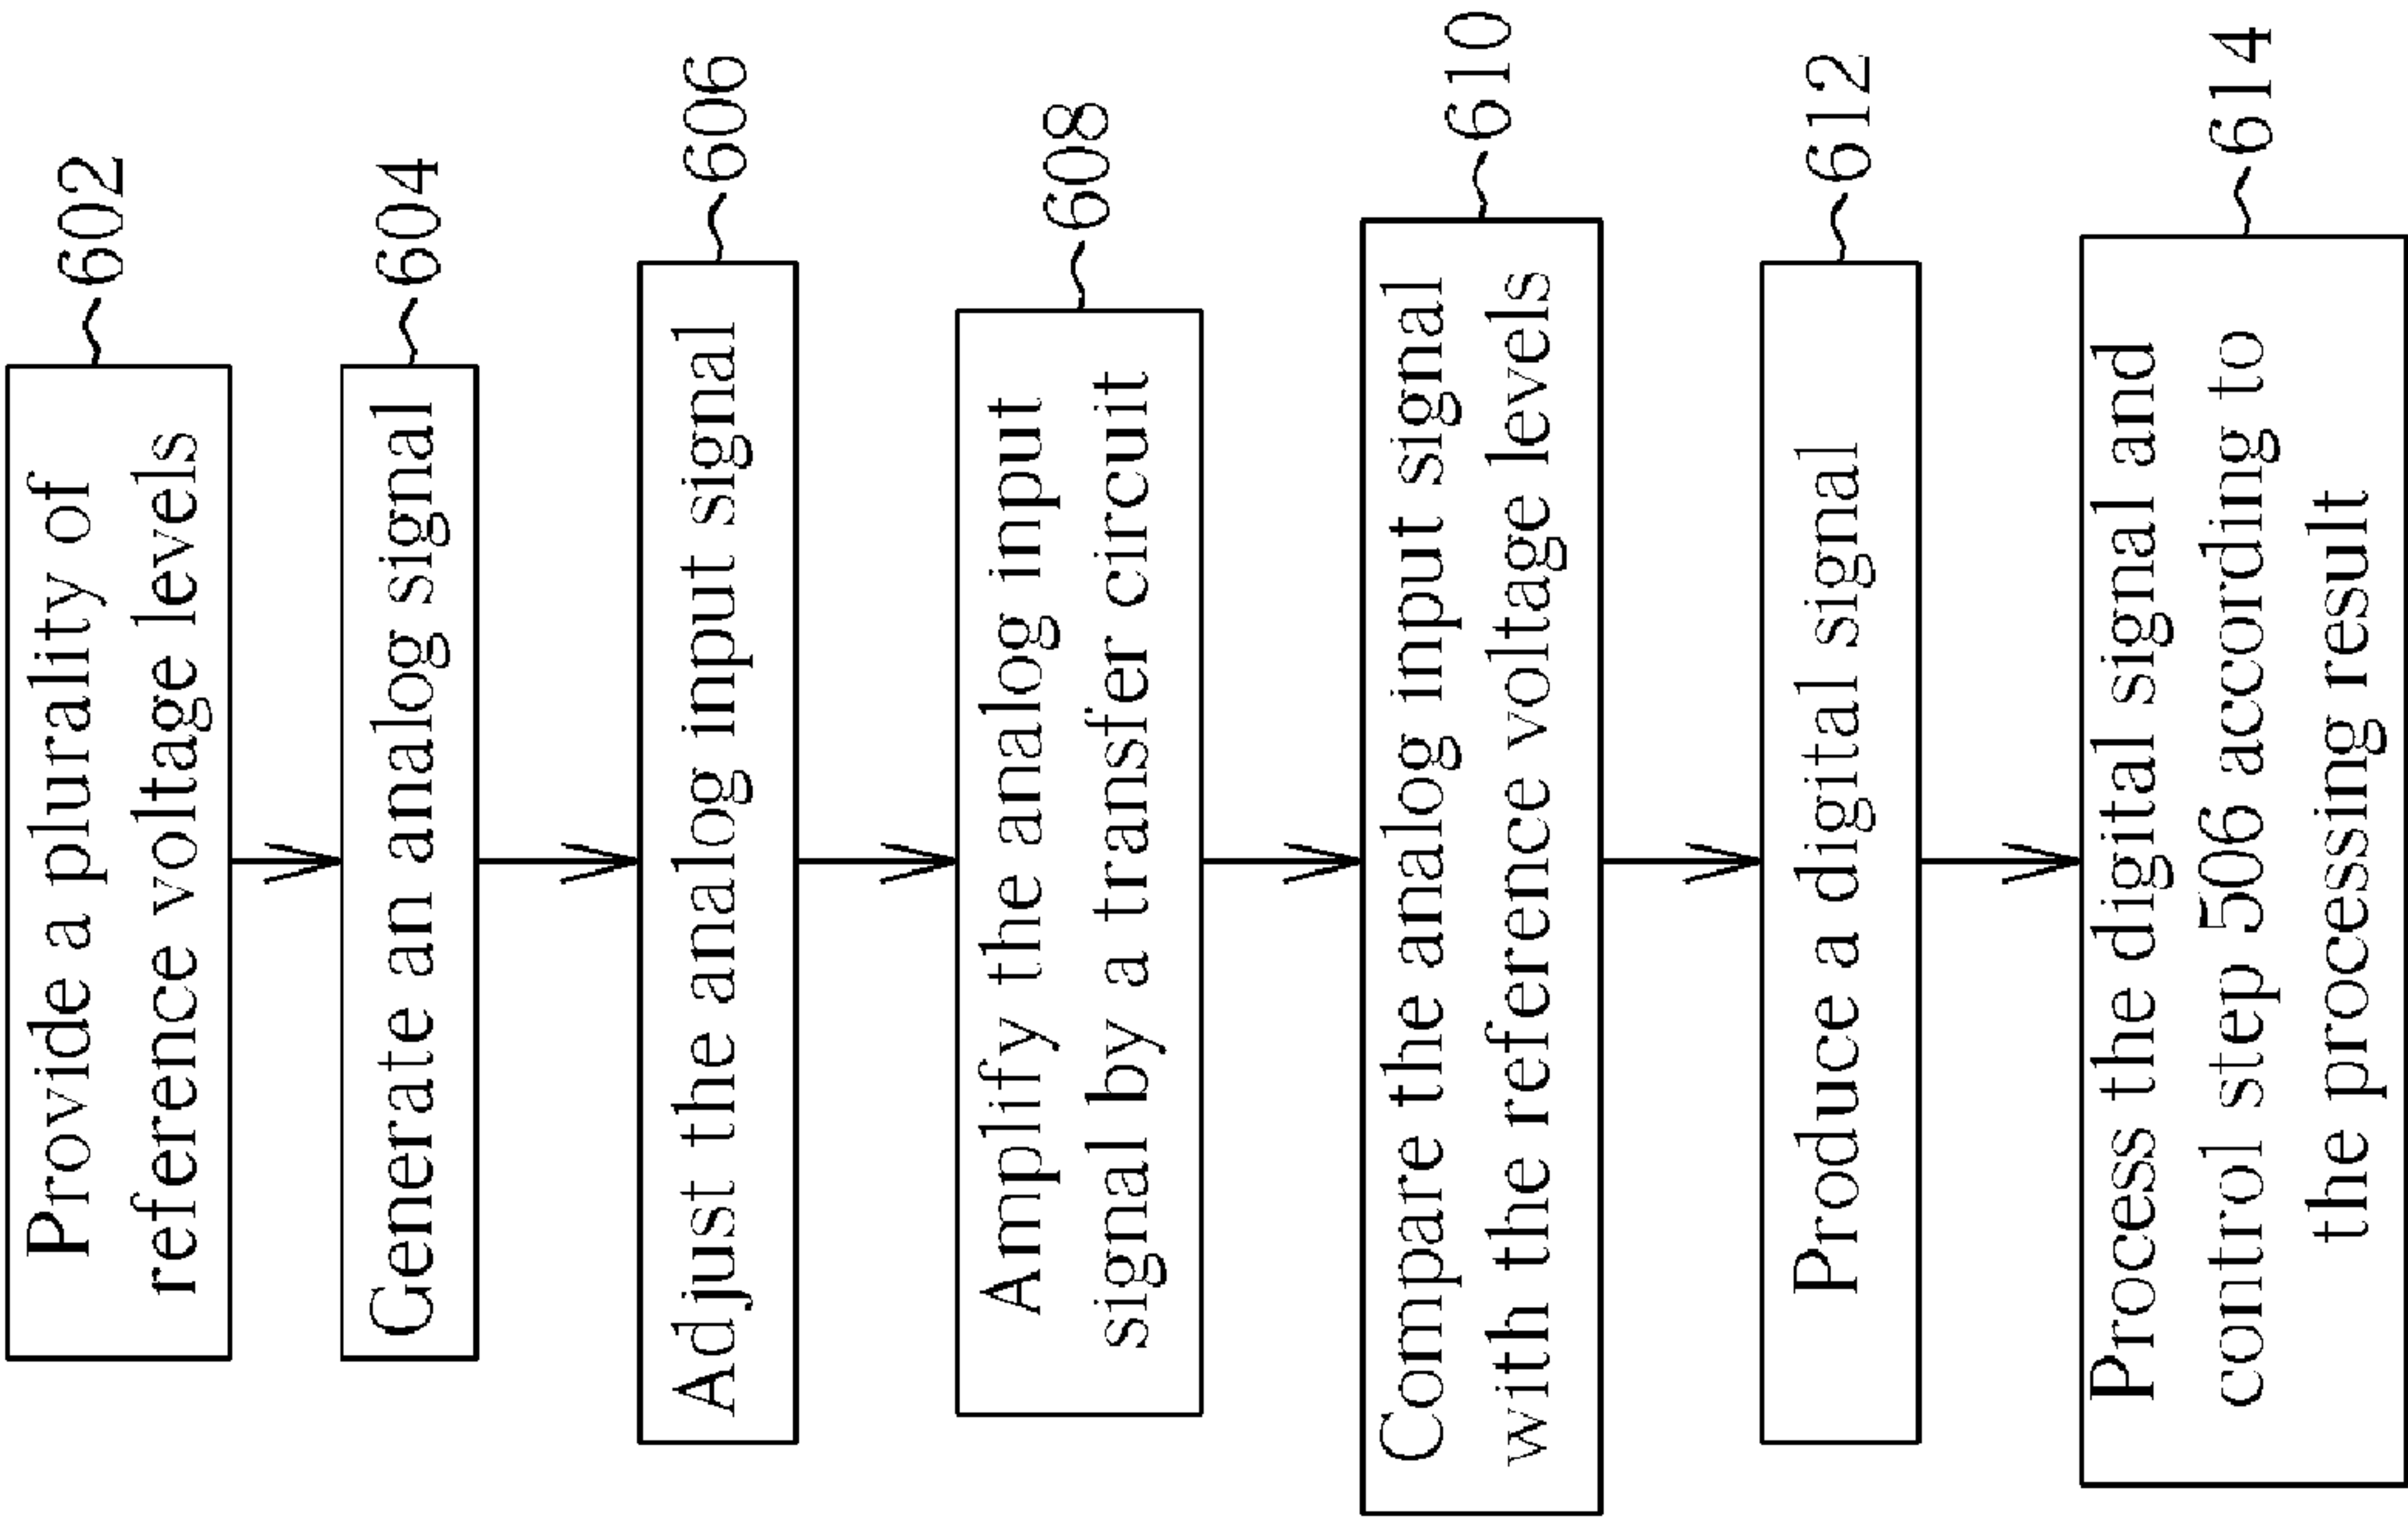 Provide a plurality of
reference voltage levels
602
Generate an analog signal
604
Adjust the analog input signal
606
Amplify the analog input
signal by a transfer circuit
608
Compare the analog input signal
with the reference voltage levels
610
Produce a digital signal
612
Process the digital signal and
control step 506 according to
the processing result
614